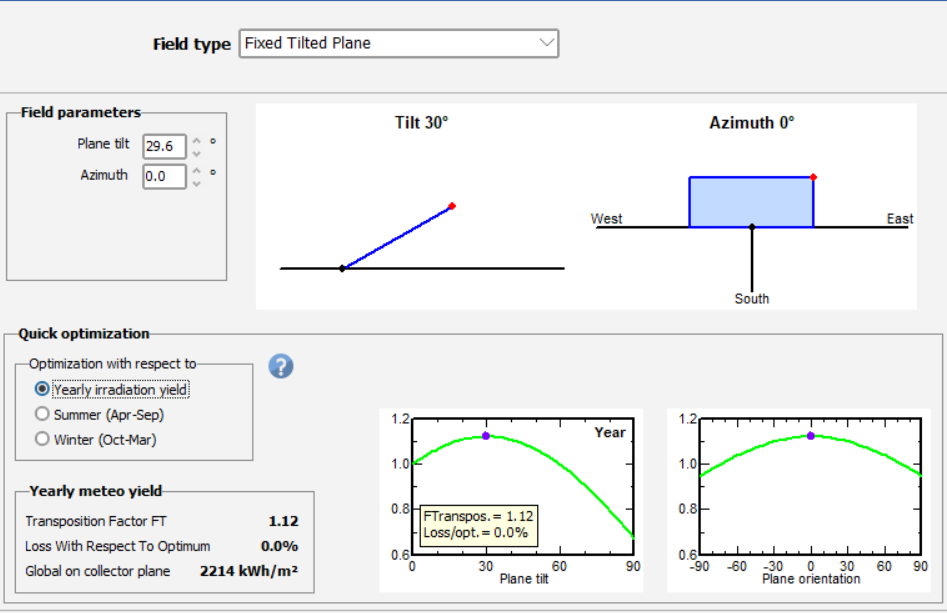 Field type Fixed Tilted Plane
Field parameters
Plane tilt 29.6 °
Azimuth 0.0 °
Tilt 30°
Azimuth 0°
West
East
South
Quick optimization
Optimization with respect to
Yearly irradiation yield
Summer (Apr-Sep)
Winter (Oct-Mar)
?
Yearly meteo yield
Transposition Factor FT 1.12
Loss With Respect To Optimum 0.0%
Global on collector plane 2214 kWh/m²
1.2
1.0
0.8
0.6
Year
FTranspos. = 1.12
Loss/opt. = 0.0%
0 30 60 90
Plane tilt
1.2
1.0
0.8
0.6
-90 -60 -30 0 30 60 90
Plane orientation